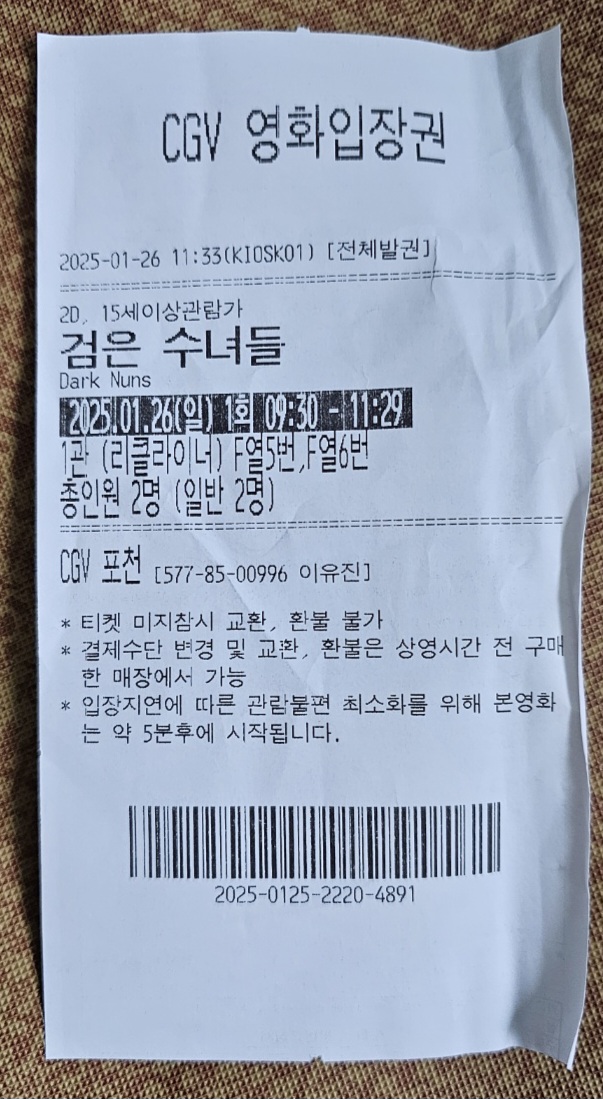 CGV 영화입장권
2025-01-26 11:33(KIOSK01) [전체발권]
2D, 15세이상관람가
검은 수녀들
Dark Nuns
2025.01.26(일) 1회 09:30 - 11:29
1관 (리클라이너) F열5번,F열6번
총인원 2명 (일반 2명)
CGV 포천 [577-85-00996 이유진]
* 티켓 미지참시 교환, 환불 불가
* 결제수단 변경 및 교환, 환불은 상영시간 전 구매
한 매장에서 가능
* 입장지연에 따른 관람불편 최소화를 위해 본영화
는 약 5분후에 시작됩니다.
2025-0125-2220-4891